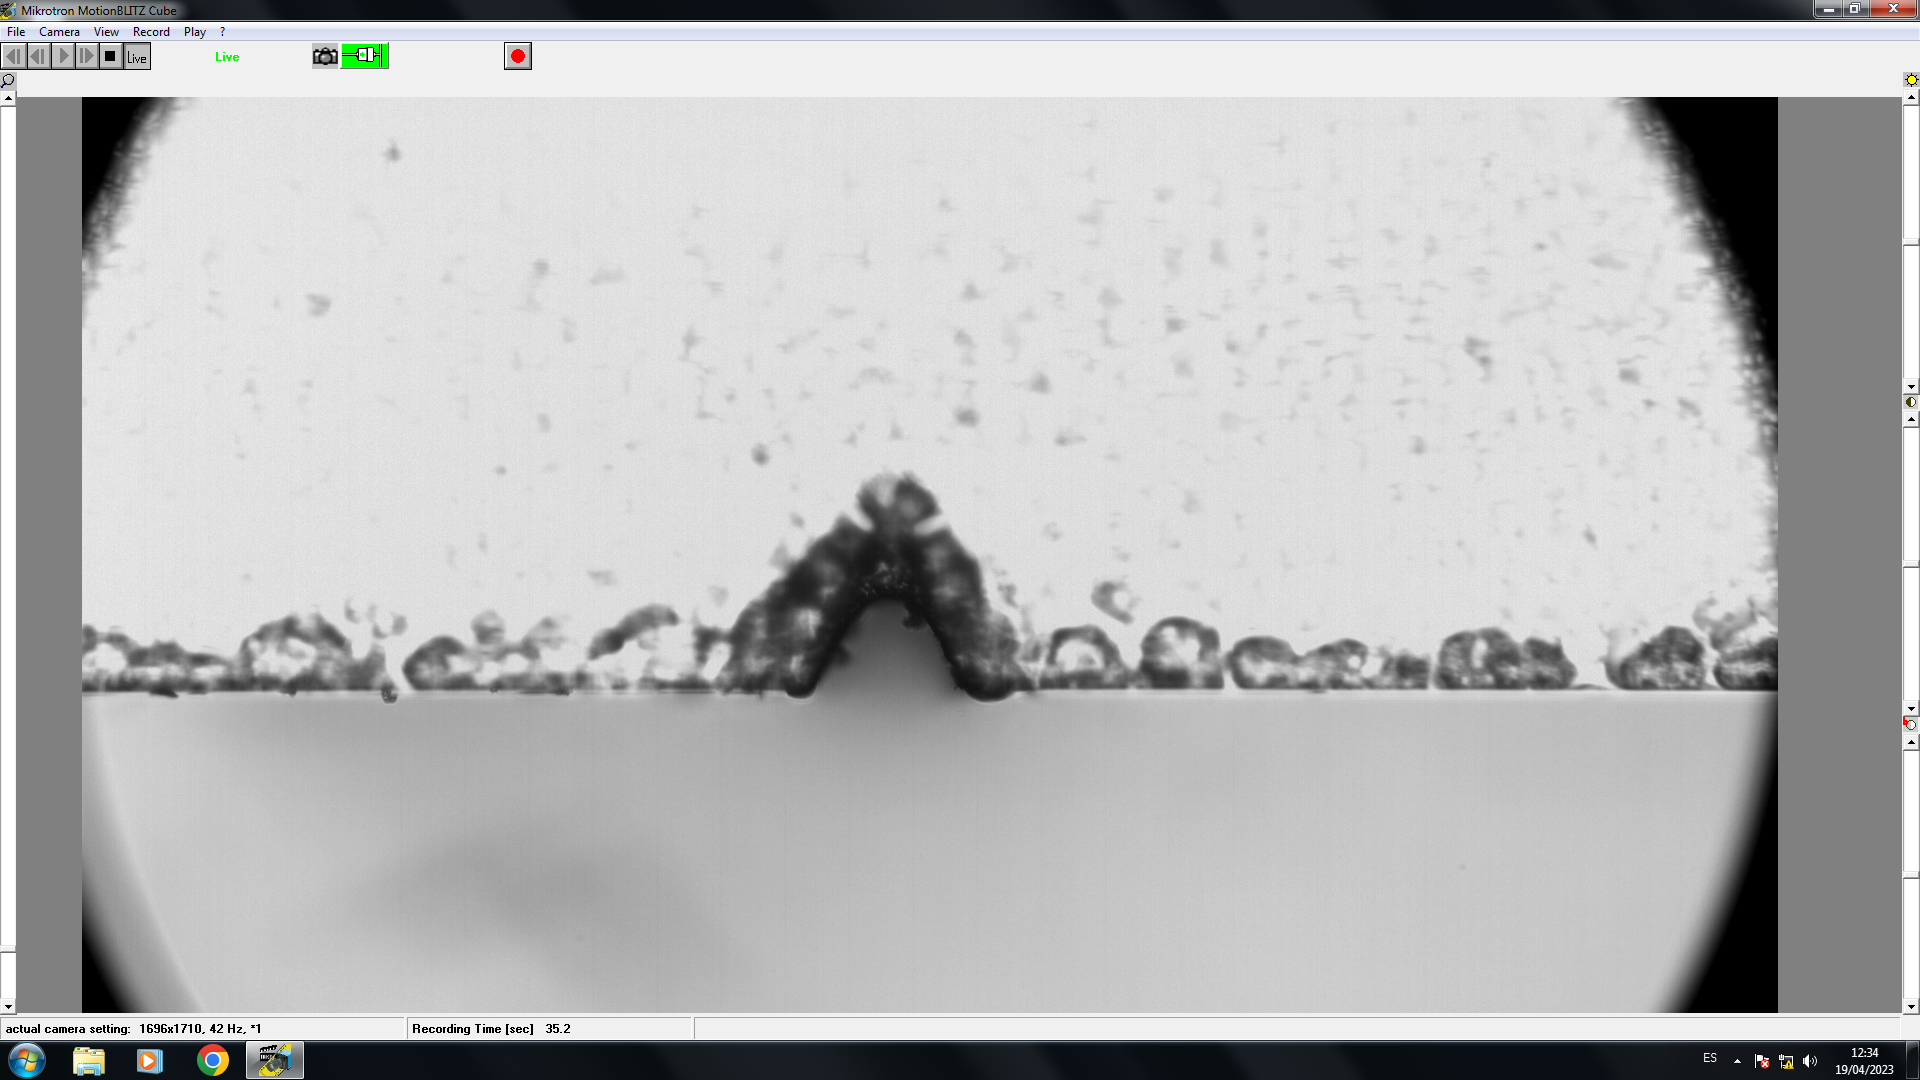 Mikrotron MotionBLITZ Cube
File Camera View Record Play ?
Live
Live
actual camera setting: 1696x1710, 42 Hz, *1
Recording Time [sec] 35.2
ES
12:34
19/04/2023